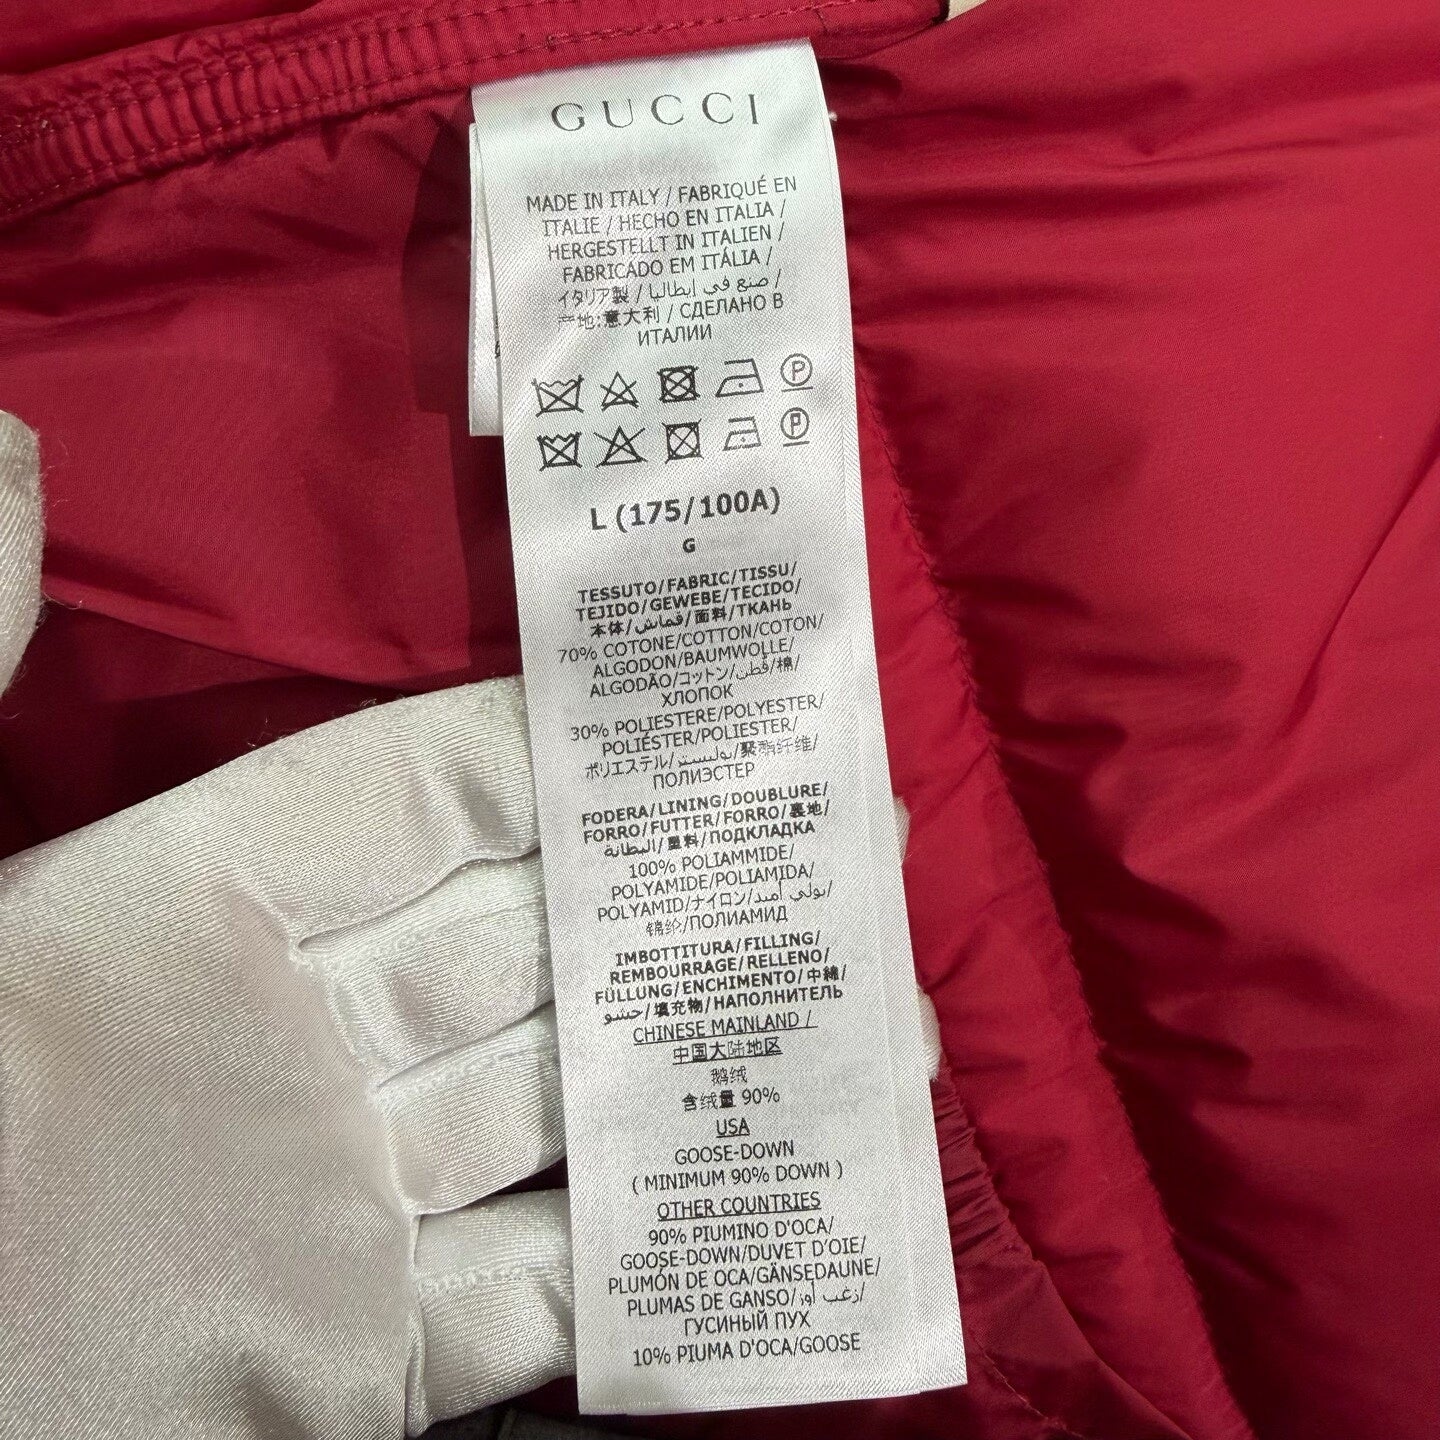 GUCCI
MADE IN ITALY / FABRIQUÉ EN
ITALIE / HECHO EN ITALIA /
HERGESTELLT IN ITALIEN /
FABRICADO EM ITÁLIA /
イタリア製 / صنع في إيطاليا /
产地:意大利 / СДЕЛАНО В
ИТАЛИИ
P
P
L (175/100A)
G
TESSUTO/FABRIC/TISSU/
TEJIDO/GEWEBE/TECIDO/
本体/قماش/面料/ТКАНЬ
70% COTONE/COTTON/COTON/
ALGODON/BAUMWOLLE/
ALGODÃO/コットン/قطن/棉/
ХЛОПОК
30% POLIESTERE/POLYESTER/
POLIÉSTER/POLIESTER/
ポリエステル/بوليستر/聚酯纤维/
ПОЛИЭСТЕР
FODERA/LINING/DOUBLURE/
FORRO/FUTTER/FORRO/裏地/
البطانة/里料/ПОДКЛАДКА
100% POLIAMMIDE/
POLYAMIDE/POLIAMIDA/
POLYAMID/ナイロン/بولي أميد/
锦纶/ПОЛИАМИД
IMBOTTITURA/FILLING/
REMBOURRAGE/RELLENO/
FÜLLUNG/ENCHIMENTO/中綿/
حشو/填充物/НАПОЛНИТЕЛЬ
CHINESE MAINLAND /
中国大陆地区
鹅绒
含绒量 90%
USA
GOOSE-DOWN
( MINIMUM 90% DOWN )
OTHER COUNTRIES
90% PIUMINO D'OCA/
GOOSE-DOWN/DUVET D'OIE/
PLUMÓN DE OCA/GÄNSEDAUNE/
PLUMAS DE GANSO/زغب أوز/
ГУСИНЫЙ ПУХ
10% PIUMA D'OCA/GOOSE